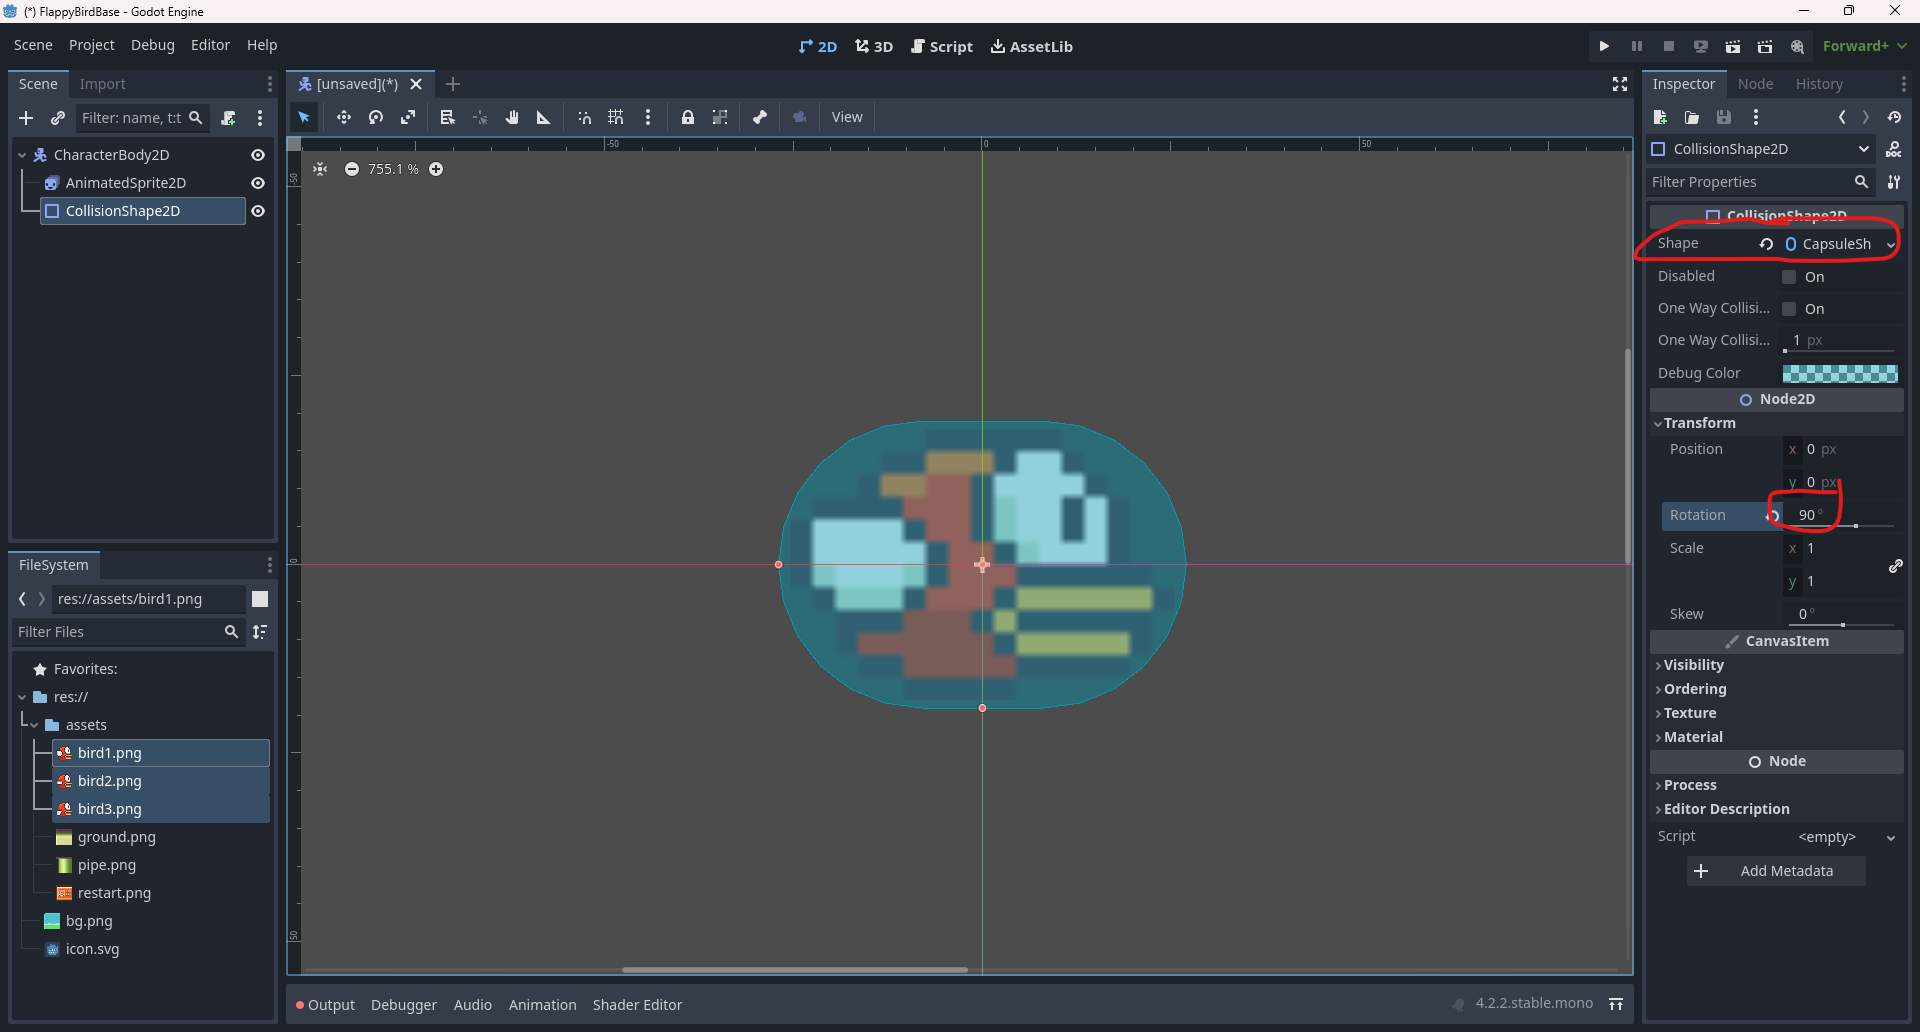 (*) FlappyBirdBase - Godot Engine
Scene Project Debug Editor Help
2D 3D Script AssetLib
Forward+
Scene Import
Filter: name, t:t
CharacterBody2D
AnimatedSprite2D
CollisionShape2D
FileSystem
res://assets/bird1.png
Filter Files
Favorites:
res://
assets
bird1.png
bird2.png
bird3.png
ground.png
pipe.png
restart.png
bg.png
icon.svg
[unsaved](*)
View
-50 0 50
755.1 %
-50
0
50
Output Debugger Audio Animation Shader Editor
4.2.2.stable.mono
Inspector Node History
CollisionShape2D
DOC
Filter Properties
CollisionShape2D
Shape CapsuleSh
Disabled On
One Way Collisi... On
One Way Collisi... 1 px
Debug Color
Node2D
Transform
Position x 0 px
y 0 px
Rotation 90 °
Scale x 1
y 1
Skew 0 °
CanvasItem
Visibility
Ordering
Texture
Material
Node
Process
Editor Description
Script <empty>
Add Metadata